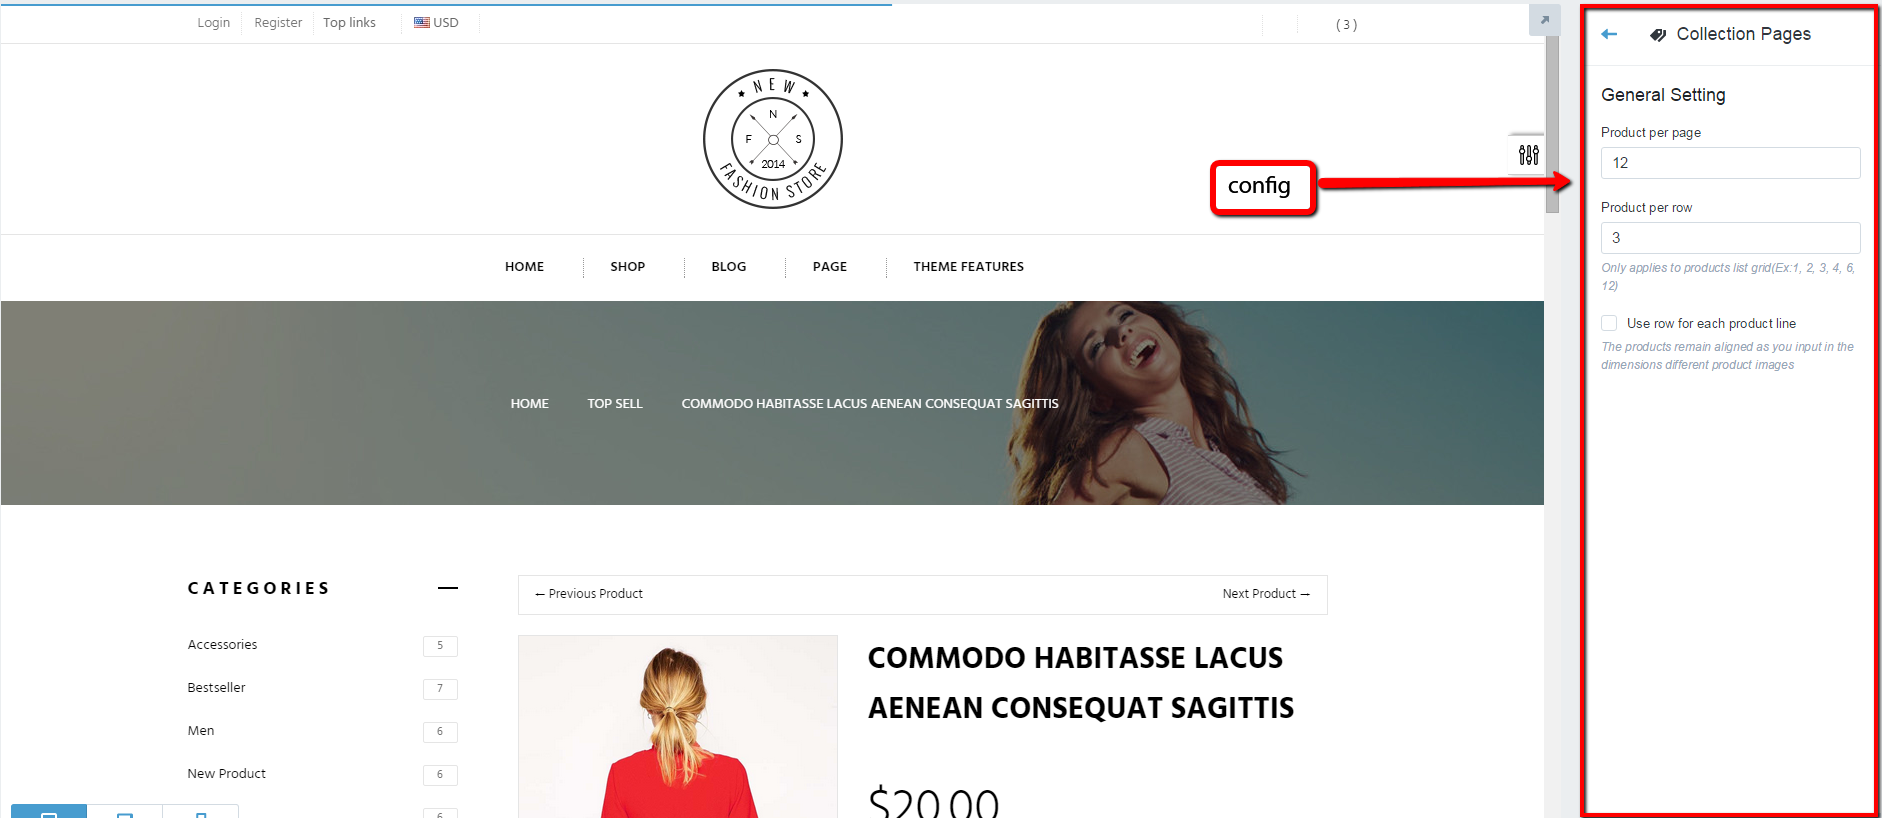 Login
Register
Top links
USD
( 3 )
NEW
N
F S
2014
FASHION STORE
HOME
SHOP
BLOG
PAGE
THEME FEATURES
HOME
TOP SELL
COMMODO HABITASSE LACUS AENEAN CONSEQUAT SAGITTIS
CATEGORIES
Accessories 5
Bestseller 7
Men 6
New Product 6
6
← Previous Product
Next Product →
COMMODO HABITASSE LACUS
AENEAN CONSEQUAT SAGITTIS
$20.00
config
Collection Pages
General Setting
Product per page
12
Product per row
3
Only applies to products list grid(Ex:1, 2, 3, 4, 6,
12)
Use row for each product line
The products remain aligned as you input in the
dimensions different product images